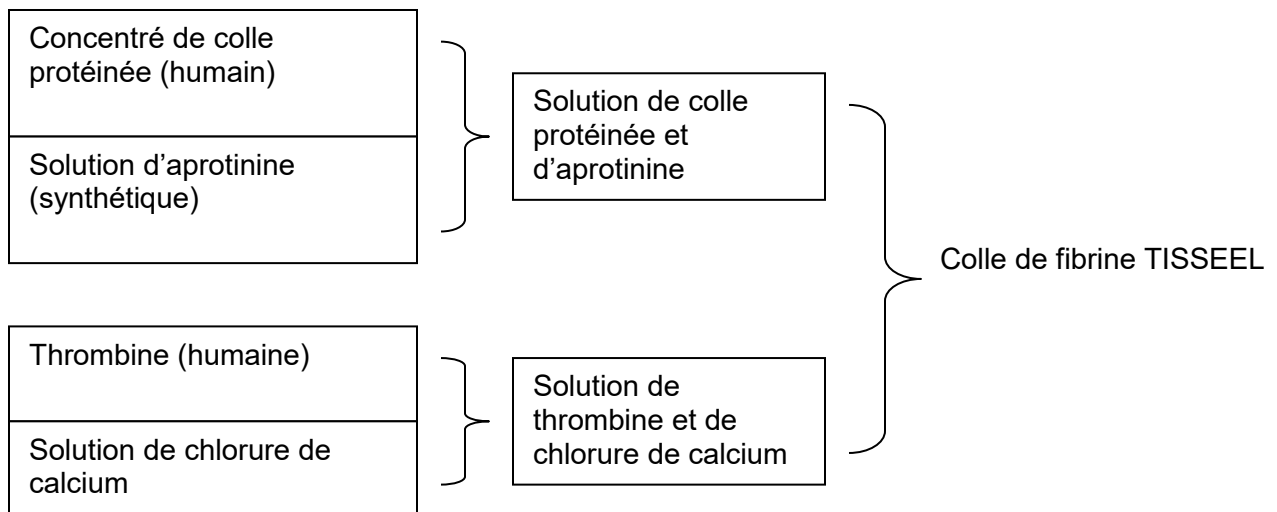 Concentré de colle
protéinée (humain)
Solution d’aprotinine
(synthétique)
Solution de colle
protéinée et
d’aprotinine
Thrombine (humaine)
Solution de chlorure de
calcium
Solution de
thrombine et de
chlorure de calcium
Colle de fibrine TISSEEL